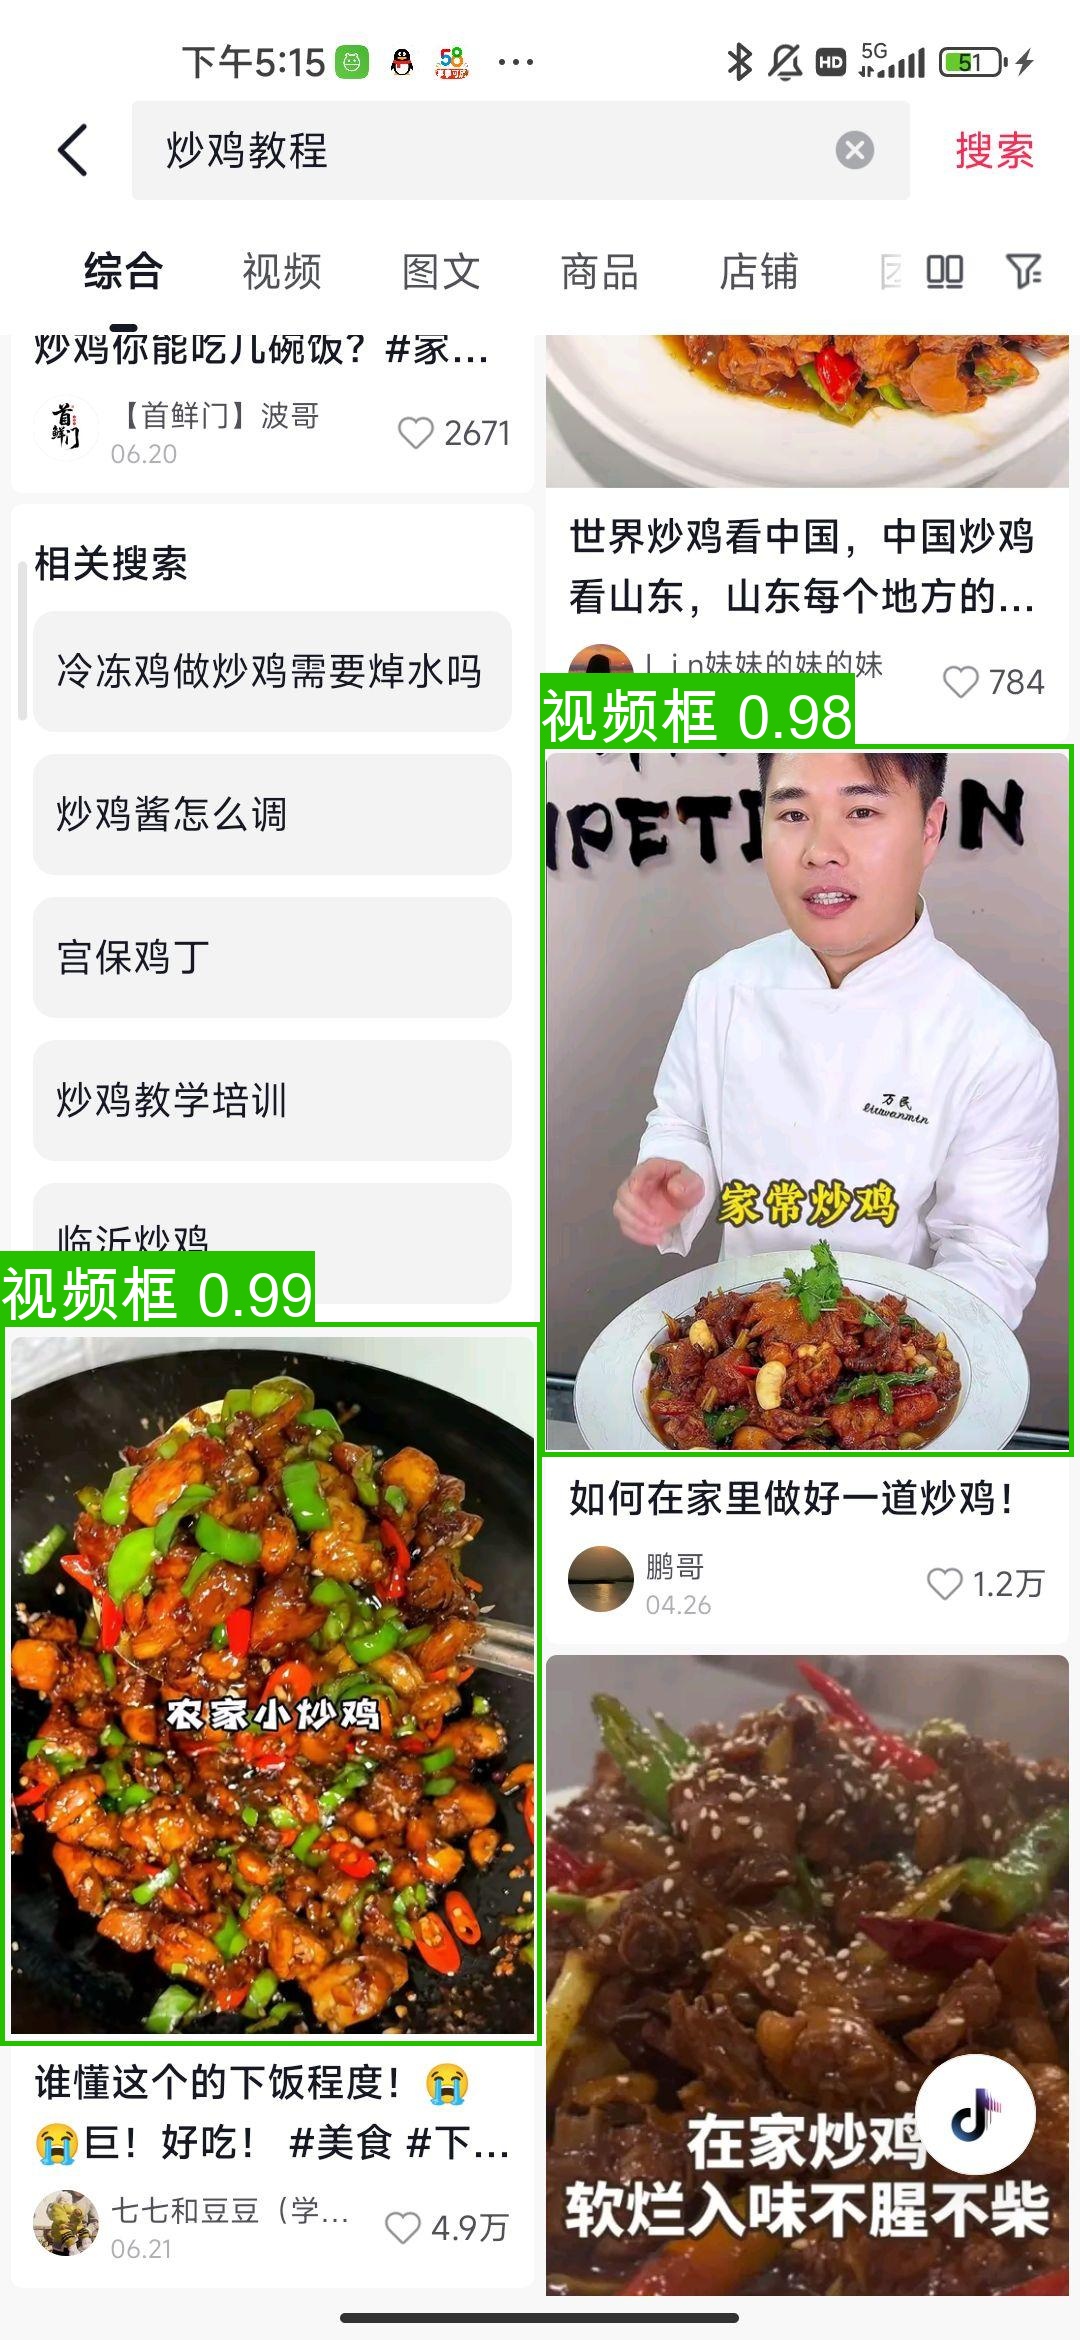 下午5:15
58
...
HD
5G
51
炒鸡教程
搜索
综合
视频
图文
商品
店铺
炒鸡你能吃几碗饭？#家...
首鲜门
【首鲜门】波哥
06.20
2671
相关搜索
冷冻鸡做炒鸡需要焯水吗
炒鸡酱怎么调
宫保鸡丁
炒鸡教学培训
临沂炒鸡
视频框 0.99
农家小炒鸡
谁懂这个的下饭程度！😭
😭巨！好吃！ #美食 #下...
七七和豆豆（学...
06.21
4.9万
世界炒鸡看中国，中国炒鸡
看山东，山东每个地方的...
Lin妹妹的妹的妹
784
视频框 0.98
PETI N
万民
liuwanmin
家常炒鸡
如何在家里做好一道炒鸡！
鹏哥
04.26
1.2万
在家炒鸡
软烂入味不腥不柴